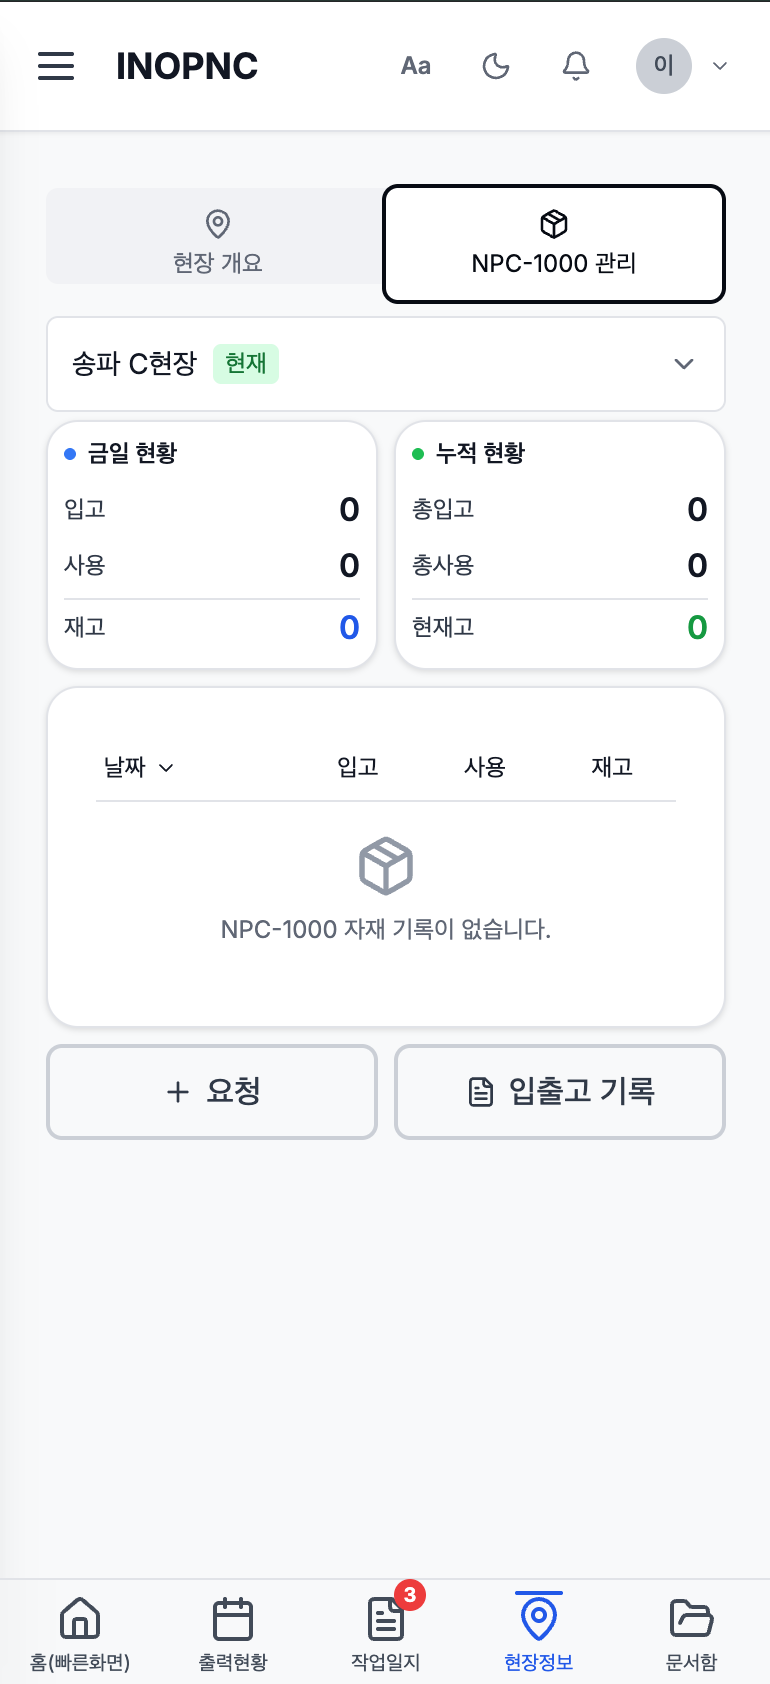 INOPNC Aa 이
현장 개요
NPC-1000 관리
송파 C현장 현재
금일 현황
입고 0
사용 0
재고 0
누적 현황
총입고 0
총사용 0
현재고 0
날짜 입고 사용 재고
NPC-1000 자재 기록이 없습니다.
요청
입출고 기록
3
홈(빠른화면) 출력현황 작업일지 현장정보 문서함